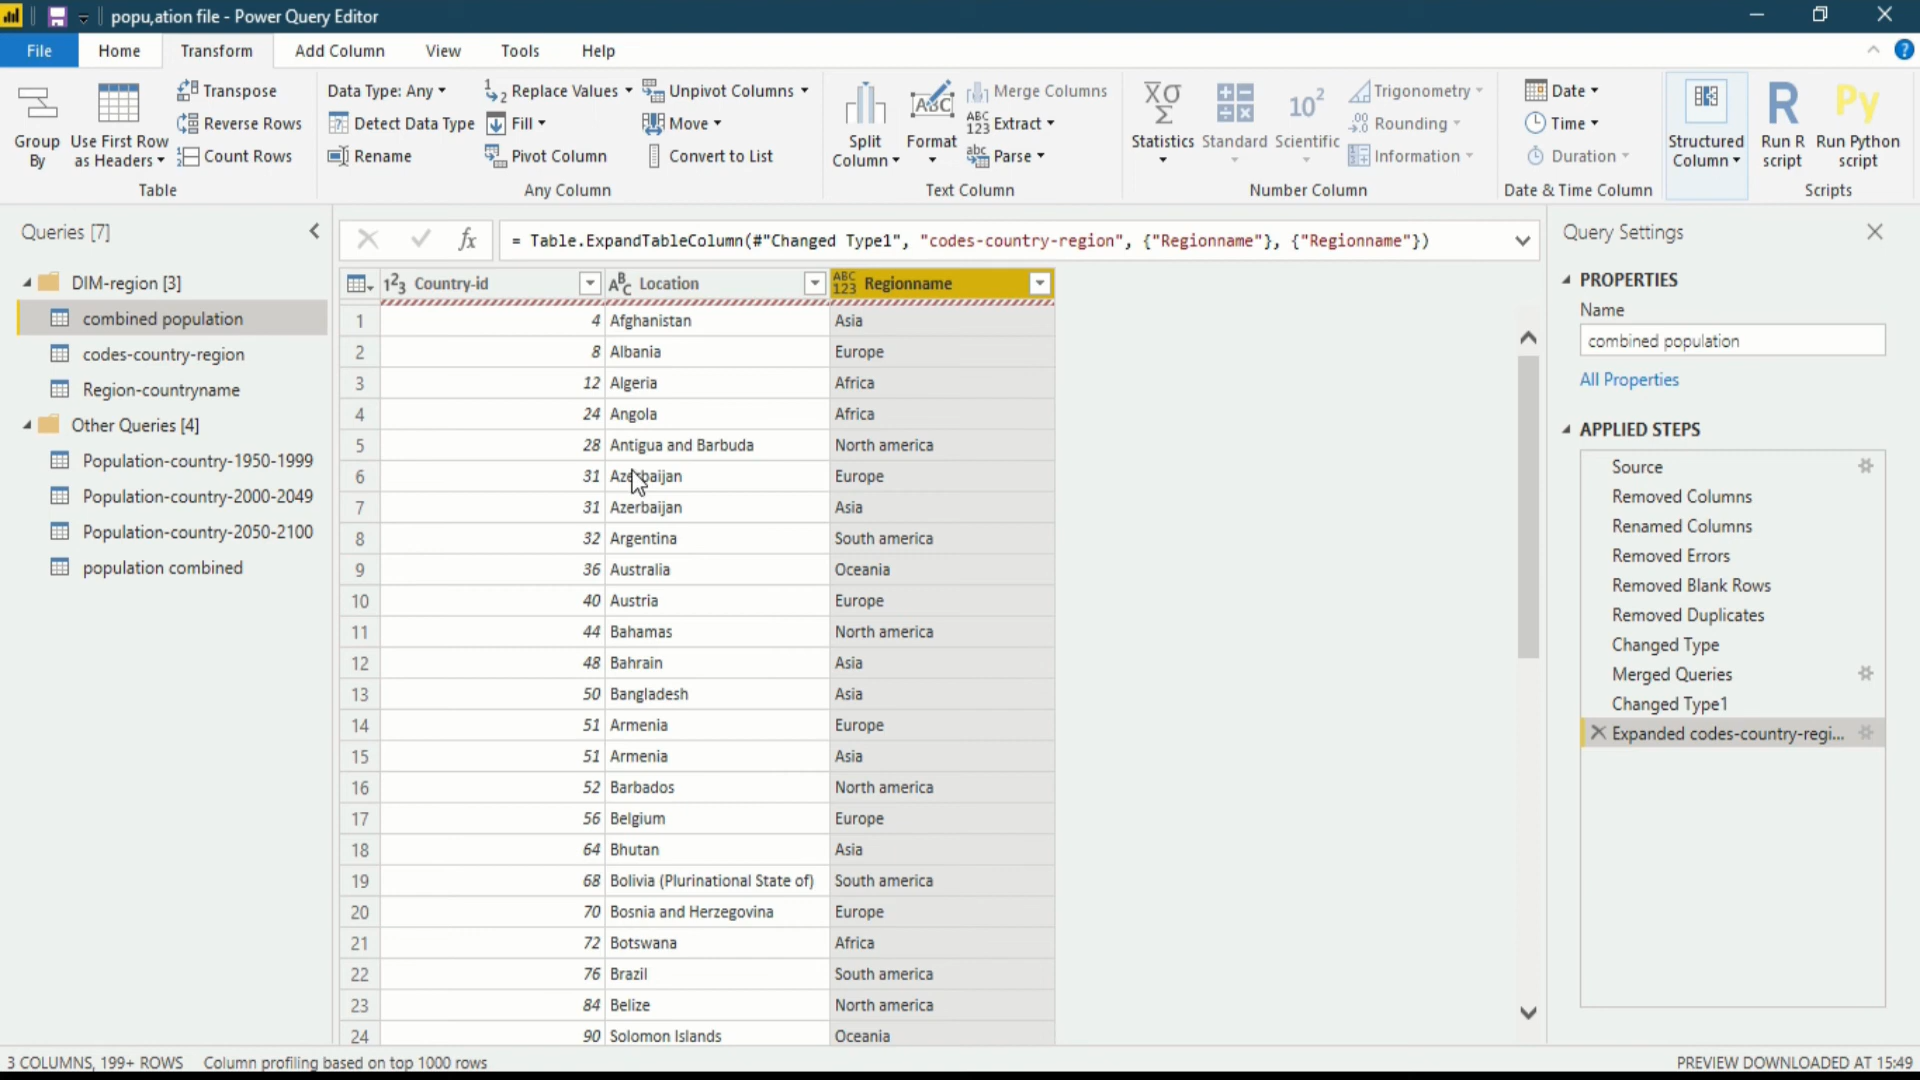 popu,ation file - Power Query Editor
File Home Transform Add Column View Tools Help
Group By
Use First Row as Headers
Transpose
Reverse Rows
Count Rows
Table
Data Type: Any
Detect Data Type
Rename
Replace Values
Fill
Pivot Column
Unpivot Columns
Move
Convert to List
Any Column
Split Column
Format
Merge Columns
Extract
Parse
Text Column
Statistics
Standard
Scientific
Trigonometry
Rounding
Information
Number Column
Date
Time
Duration
Date & Time Column
Structured Column
Run R script
Run Python script
Scripts
Queries [7]
DIM-region [3]
combined population
codes-country-region
Region-countryname
Other Queries [4]
Population-country-1950-1999
Population-country-2000-2049
Population-country-2050-2100
population combined
= Table.ExpandTableColumn(#"Changed Type1", "codes-country-region", {"Regionname"}, {"Regionname"})
Country-id Location Regionname
1 4 Afghanistan Asia
2 8 Albania Europe
3 12 Algeria Africa
4 24 Angola Africa
5 28 Antigua and Barbuda North america
6 31 Azerbaijan Europe
7 31 Azerbaijan Asia
8 32 Argentina South america
9 36 Australia Oceania
10 40 Austria Europe
11 44 Bahamas North america
12 48 Bahrain Asia
13 50 Bangladesh Asia
14 51 Armenia Europe
15 51 Armenia Asia
16 52 Barbados North america
17 56 Belgium Europe
18 64 Bhutan Asia
19 68 Bolivia (Plurinational State of) South america
20 70 Bosnia and Herzegovina Europe
21 72 Botswana Africa
22 76 Brazil South america
23 84 Belize North america
24 90 Solomon Islands Oceania
Query Settings
PROPERTIES
Name
combined population
All Properties
APPLIED STEPS
Source
Removed Columns
Renamed Columns
Removed Errors
Removed Blank Rows
Removed Duplicates
Changed Type
Merged Queries
Changed Type1
Expanded codes-country-regi...
3 COLUMNS, 199+ ROWS Column profiling based on top 1000 rows
PREVIEW DOWNLOADED AT 15:49